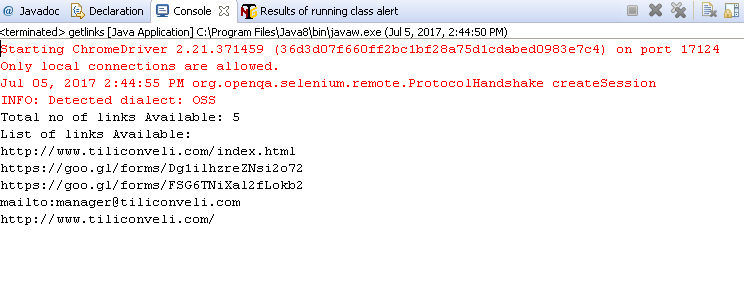 @ Javadoc Declaration Console Results of running class alert
<terminated> getlinks [Java Application] C:\Program Files\Java8\bin\javaw.exe (Jul 5, 2017, 2:44:50 PM)
Starting ChromeDriver 2.21.371459 (36d3d07f660ff2bc1bf28a75d1cdabed0983e7c4) on port 17124
Only local connections are allowed.
Jul 05, 2017 2:44:55 PM org.openqa.selenium.remote.ProtocolHandshake createSession
INFO: Detected dialect: OSS
Total no of links Available: 5
List of links Available:
http://www.tiliconveli.com/index.html
https://goo.gl/forms/Dg1ilhzreZNsi2o72
https://goo.gl/forms/FSG6TNiXal2fLokb2
mailto:manager@tiliconveli.com
http://www.tiliconveli.com/